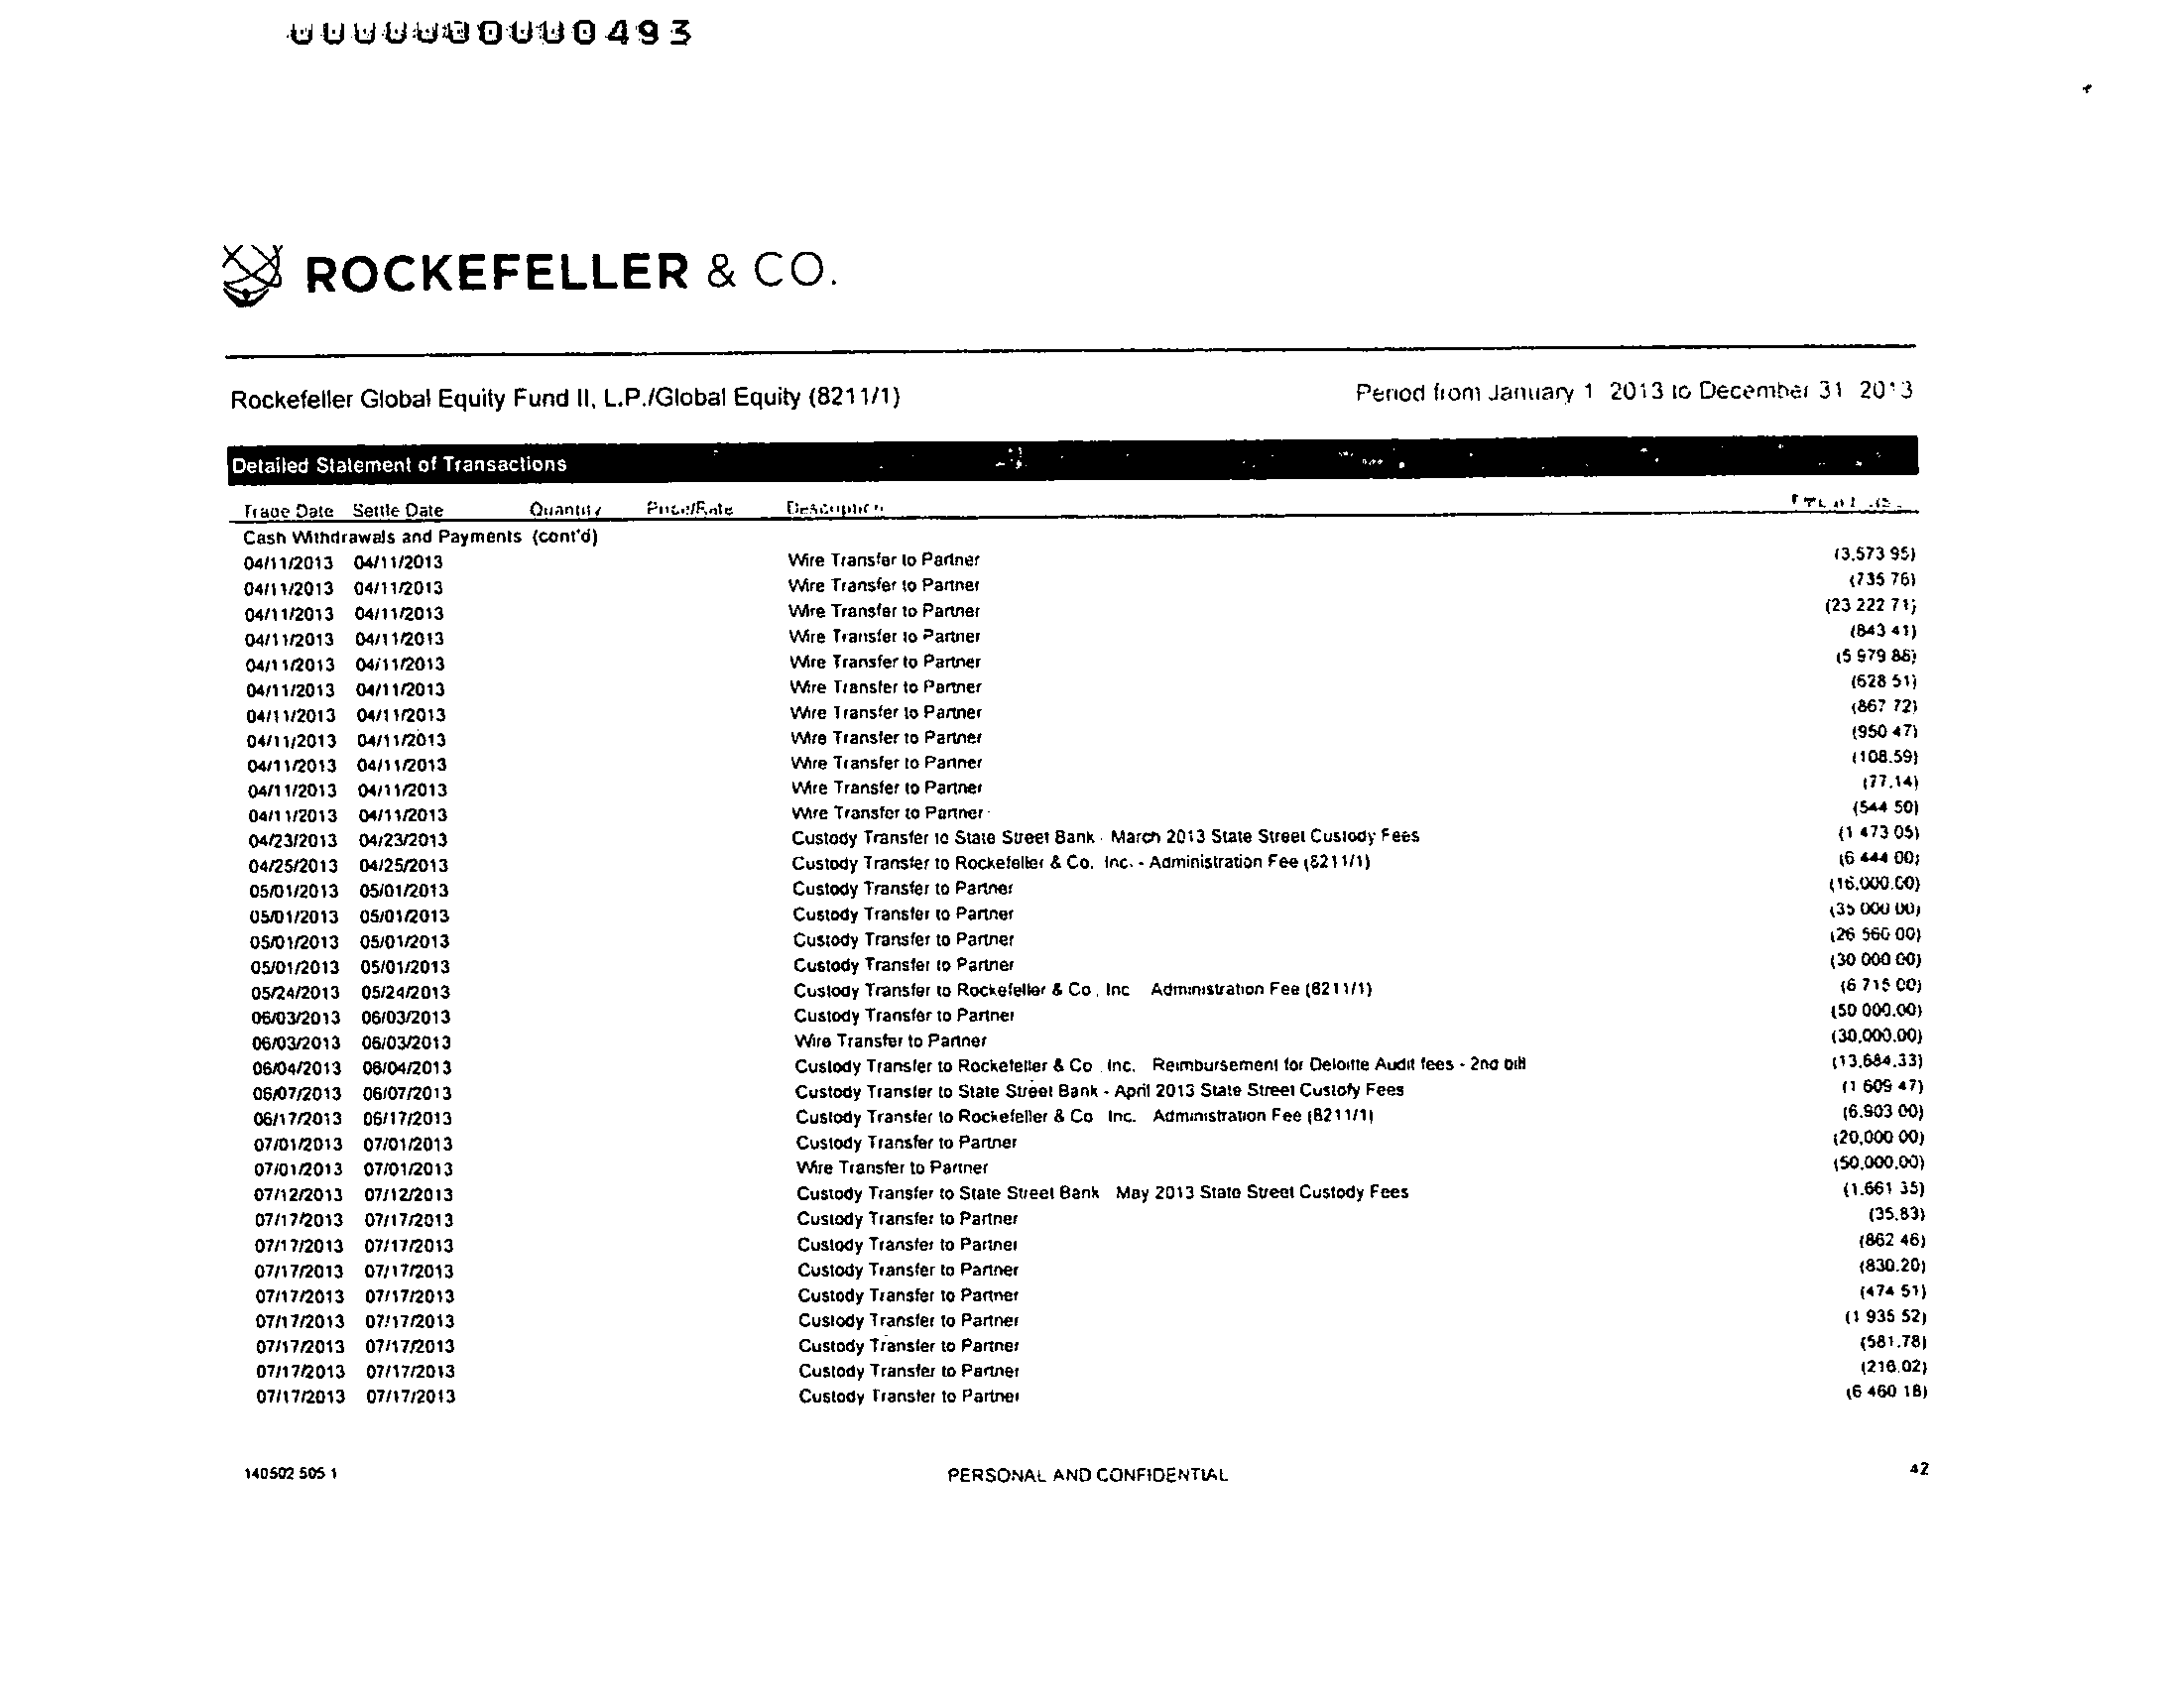 0493
ROCKEFELLER & CO.
Rockefeller Global Equity Fund II, L.P./Global Equity (8211/1) Period from January 1 2013 to December 31 2013
Detailed Statement of Transactions
Trade Date Settle Date Quantity Price/Rate Description
Cash Withdrawals and Payments (cont'd)
04/11/2013 04/11/2013 Wire Transfer to Partner (3,573 95)
04/11/2013 04/11/2013 Wire Transfer to Partner (735 76)
04/11/2013 04/11/2013 Wire Transfer to Partner (23 222 71)
04/11/2013 04/11/2013 Wire Transfer to Partner (843 41)
04/11/2013 04/11/2013 Wire Transfer to Partner (5 979 86)
04/11/2013 04/11/2013 Wire Transfer to Partner (628 51)
04/11/2013 04/11/2013 Wire Transfer to Partner (867 72)
04/11/2013 04/11/2013 Wire Transfer to Partner (950 47)
04/11/2013 04/11/2013 Wire Transfer to Partner (108.59)
04/11/2013 04/11/2013 Wire Transfer to Partner (77.14)
04/11/2013 04/11/2013 Wire Transfer to Partner (544 50)
04/23/2013 04/23/2013 Custody Transfer to State Street Bank - March 2013 State Street Custody Fees (1 473 05)
04/25/2013 04/25/2013 Custody Transfer to Rockefeller & Co. Inc. - Administration Fee (8211/1) (6 444 00)
05/01/2013 05/01/2013 Custody Transfer to Partner (16,000.00)
05/01/2013 05/01/2013 Custody Transfer to Partner (35 000 00)
05/01/2013 05/01/2013 Custody Transfer to Partner (26 560 00)
05/01/2013 05/01/2013 Custody Transfer to Partner (30 000 00)
05/24/2013 05/24/2013 Custody Transfer to Rockefeller & Co , Inc Administration Fee (8211/1) (6 715 00)
06/03/2013 06/03/2013 Custody Transfer to Partner (50 000.00)
06/03/2013 06/03/2013 Wire Transfer to Partner (30,000.00)
06/04/2013 06/04/2013 Custody Transfer to Rockefeller & Co Inc. Reimbursement for Deloitte Audit fees - 2nd bill (13,684.33)
06/07/2013 06/07/2013 Custody Transfer to State Street Bank - April 2013 State Street Custofy Fees (1 609 47)
06/17/2013 06/17/2013 Custody Transfer to Rockefeller & Co Inc. Administration Fee (8211/1) (6,903 00)
07/01/2013 07/01/2013 Custody Transfer to Partner (20,000 00)
07/01/2013 07/01/2013 Wire Transfer to Partner (50,000.00)
07/12/2013 07/12/2013 Custody Transfer to State Street Bank May 2013 State Street Custody Fees (1.661 35)
07/17/2013 07/17/2013 Custody Transfer to Partner (35.83)
07/17/2013 07/17/2013 Custody Transfer to Partner (862 46)
07/17/2013 07/17/2013 Custody Transfer to Partner (830.20)
07/17/2013 07/17/2013 Custody Transfer to Partner (474 51)
07/17/2013 07/17/2013 Custody Transfer to Partner (1 935 52)
07/17/2013 07/17/2013 Custody Transfer to Partner (581.78)
07/17/2013 07/17/2013 Custody Transfer to Partner (216.02)
07/17/2013 07/17/2013 Custody Transfer to Partner (6 460 18)
140502 505 1 PERSONAL AND CONFIDENTIAL 42